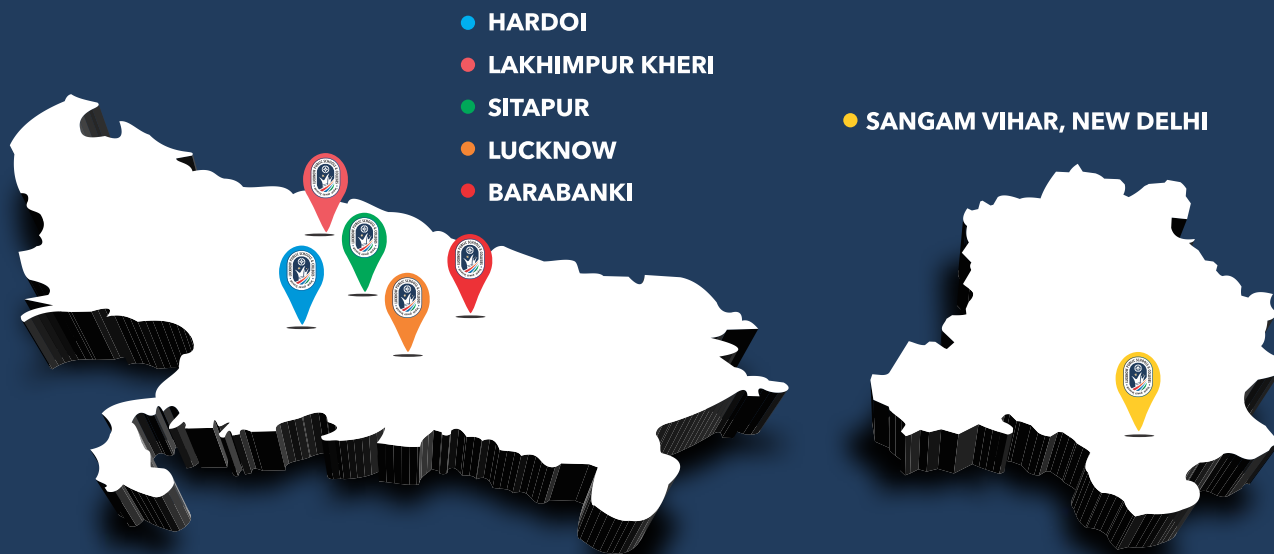 HARDOI
LAKHIMPUR KHERI
SITAPUR
LUCKNOW
BARABANKI
SANGAM VIHAR, NEW DELHI